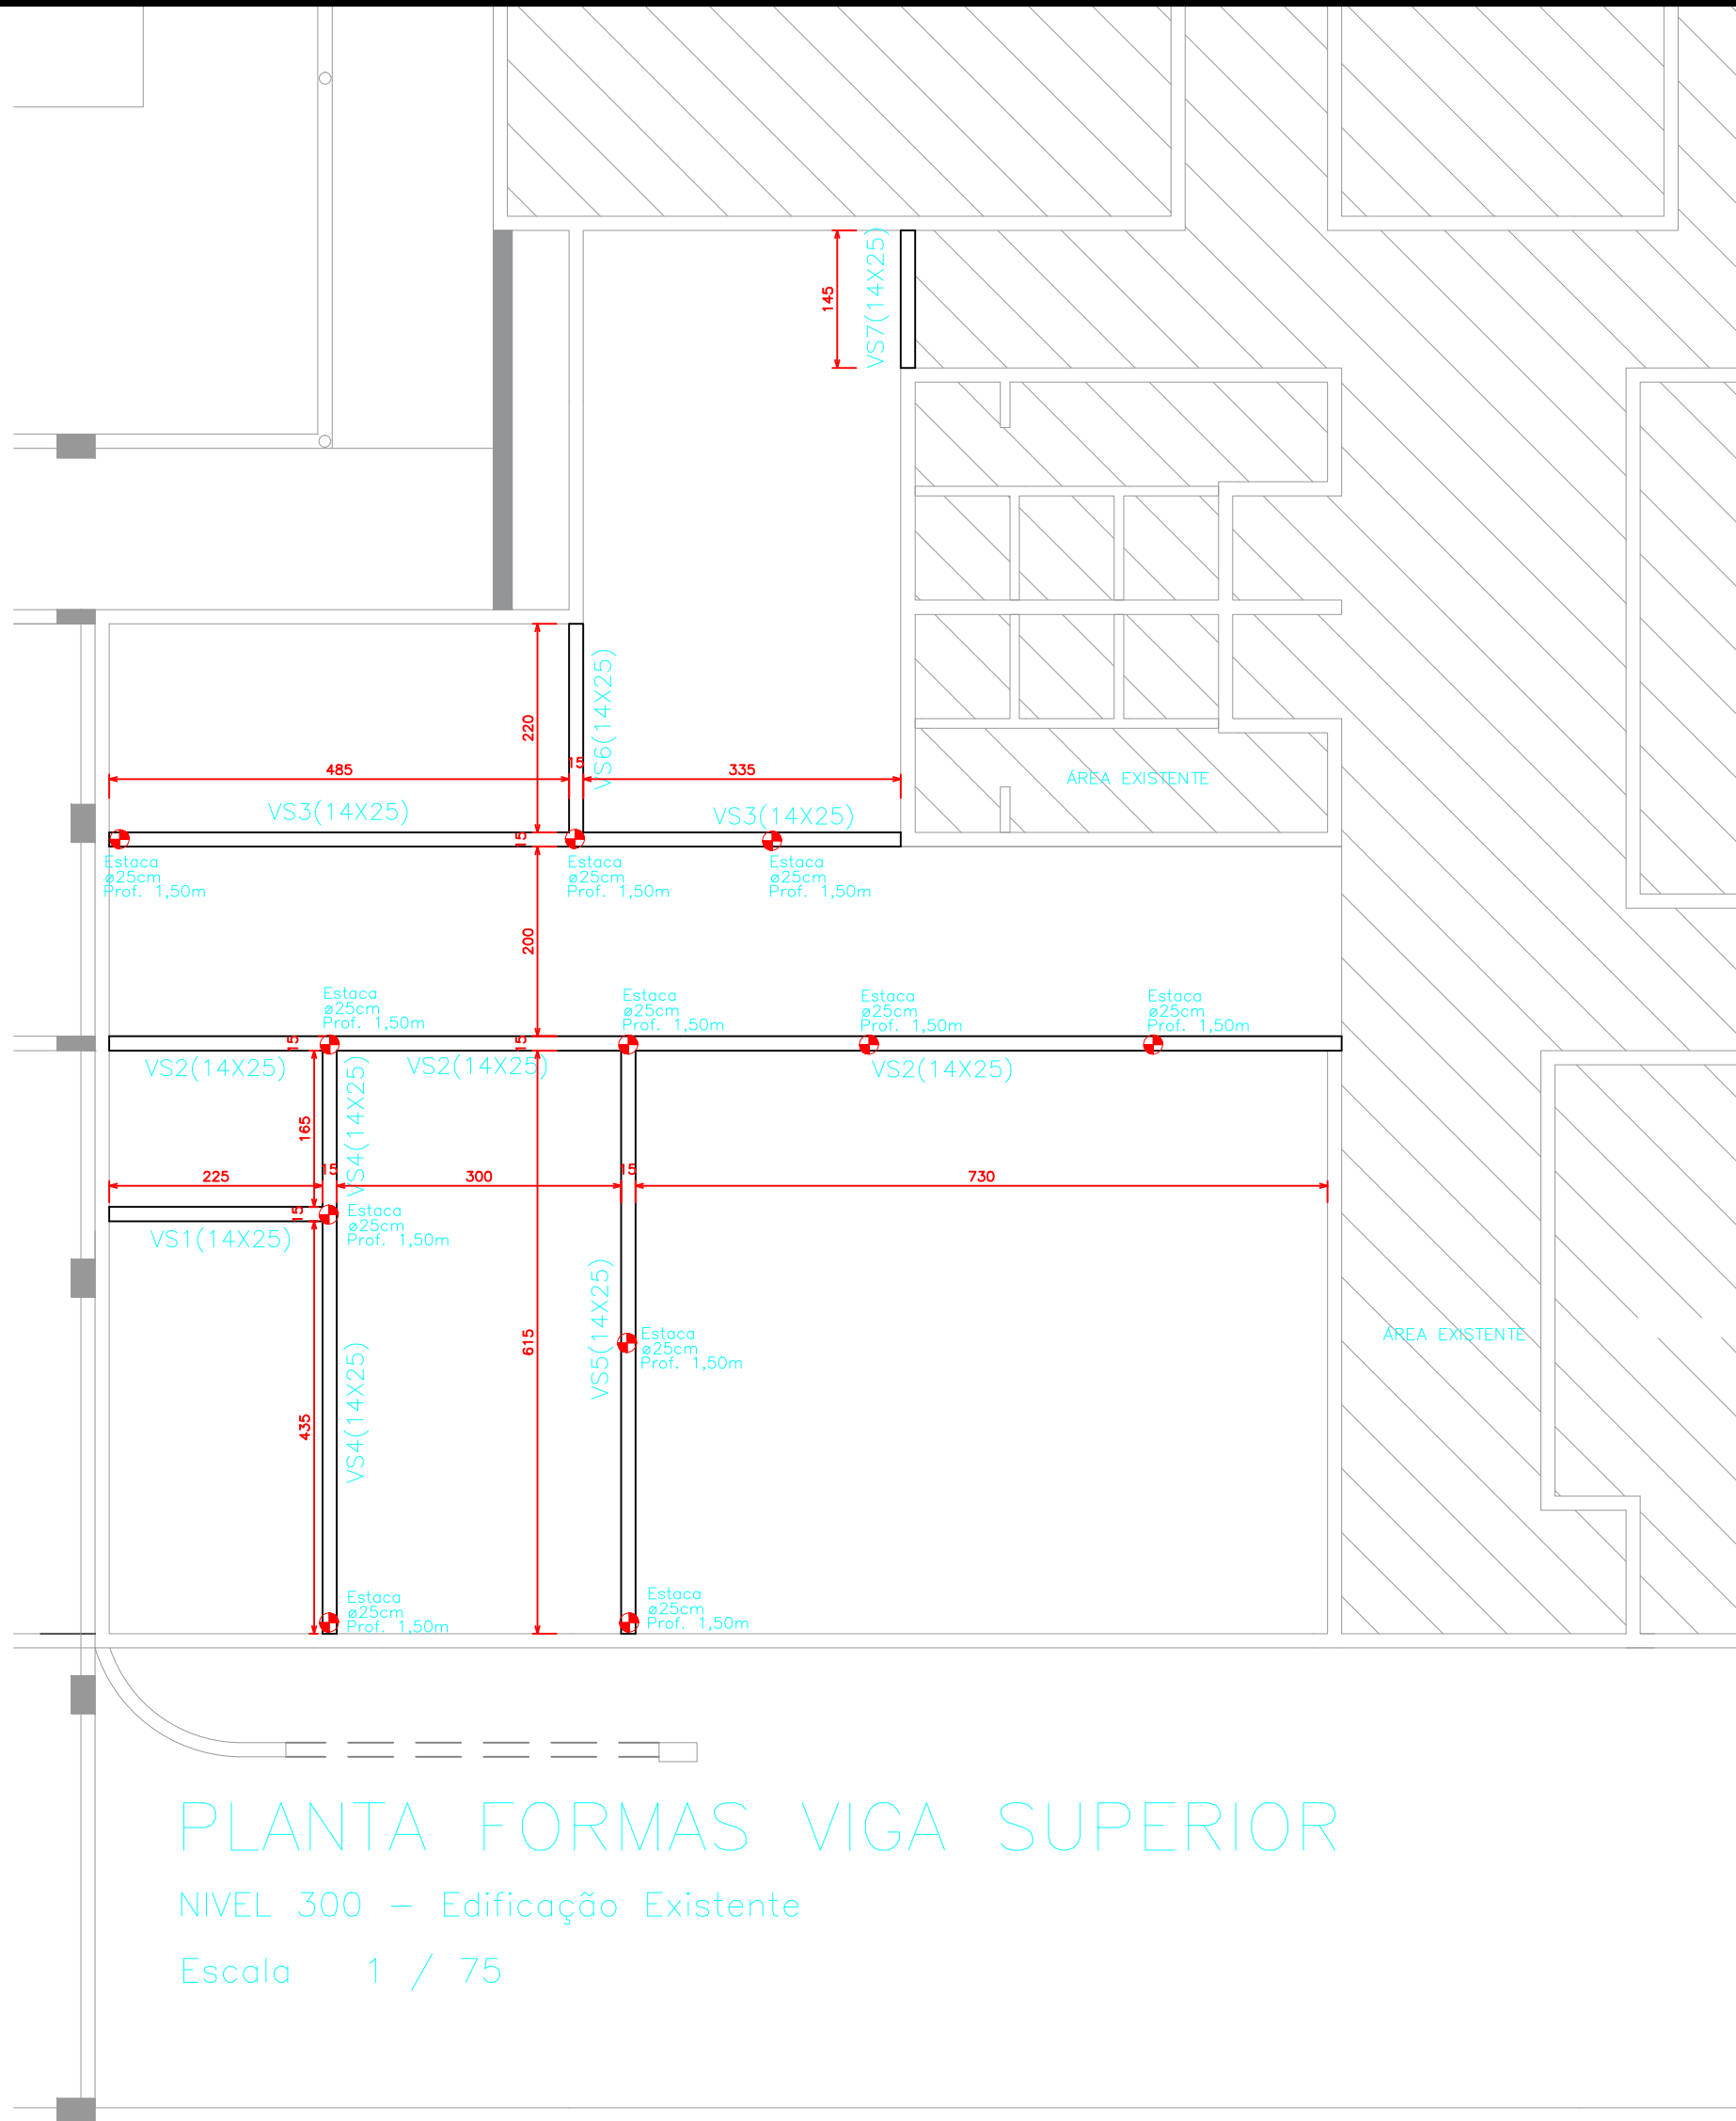 145
VS7(14X25)
220
VS6(14X25)
485
15
335
ÁREA EXISTENTE
VS3(14X25)
VS3(14X25)
15
Estaca
ø25cm
Prof. 1,50m
Estaca
ø25cm
Prof. 1,50m
Estaca
ø25cm
Prof. 1,50m
200
Estaca
ø25cm
Prof. 1,50m
Estaca
ø25cm
Prof. 1,50m
Estaca
ø25cm
Prof. 1,50m
Estaca
ø25cm
Prof. 1,50m
15
15
VS2(14X25)
VS2(14X25)
VS2(14X25)
165
VS4(14X25)
225
15
300
15
730
15
VS1(14X25)
Estaca
ø25cm
Prof. 1,50m
VS5(14X25)
615
Estaca
ø25cm
Prof. 1,50m
ÁREA EXISTENTE
435
VS4(14X25)
Estaca
ø25cm
Prof. 1,50m
Estaca
ø25cm
Prof. 1,50m
PLANTA FORMAS VIGA SUPERIOR
NIVEL 300 - Edificação Existente
Escala 1 / 75